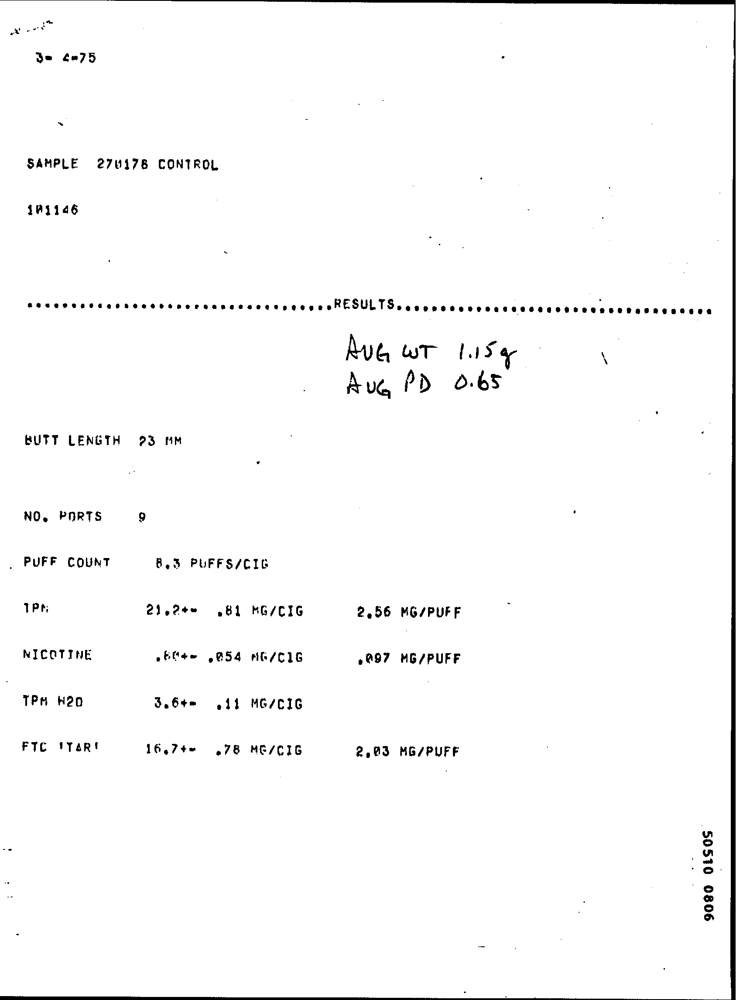 3- 4-75
SAMPLE 270178 CONTROL
101146
..................................RESULTS...................................
AVG WT 1.15g
AVG PD 0.65
BUTT LENGTH 23 MM
NO. PORTS 9
PUFF COUNT 8.3 PUFFS/CIG
TPM 21.2+- .81 MG/CIG 2.56 MG/PUFF
NICOTINE .80+- .054 MG/CIG .097 MG/PUFF
TPM H2O 3.6+- .11 MG/CIG
FTC 'TAR' 16.7+- .78 MG/CIG 2.03 MG/PUFF
50510 0806